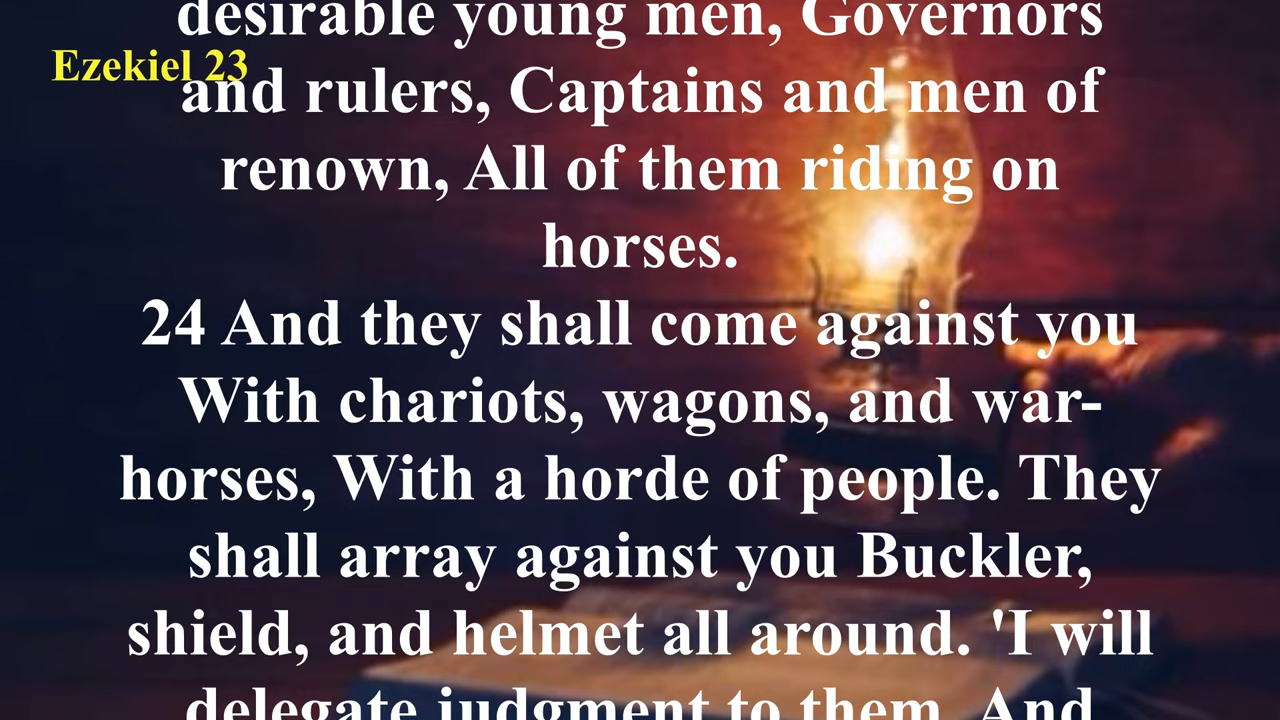 desirable young men, Governors
Ezekiel 23
and rulers, Captains and men of
renown, All of them riding on
horses.
24 And they shall come against you
With chariots, wagons, and war-
horses, With a horde of people. They
shall array against you Buckler,
shield, and helmet all around. 'I will
delegate judgment to them, And